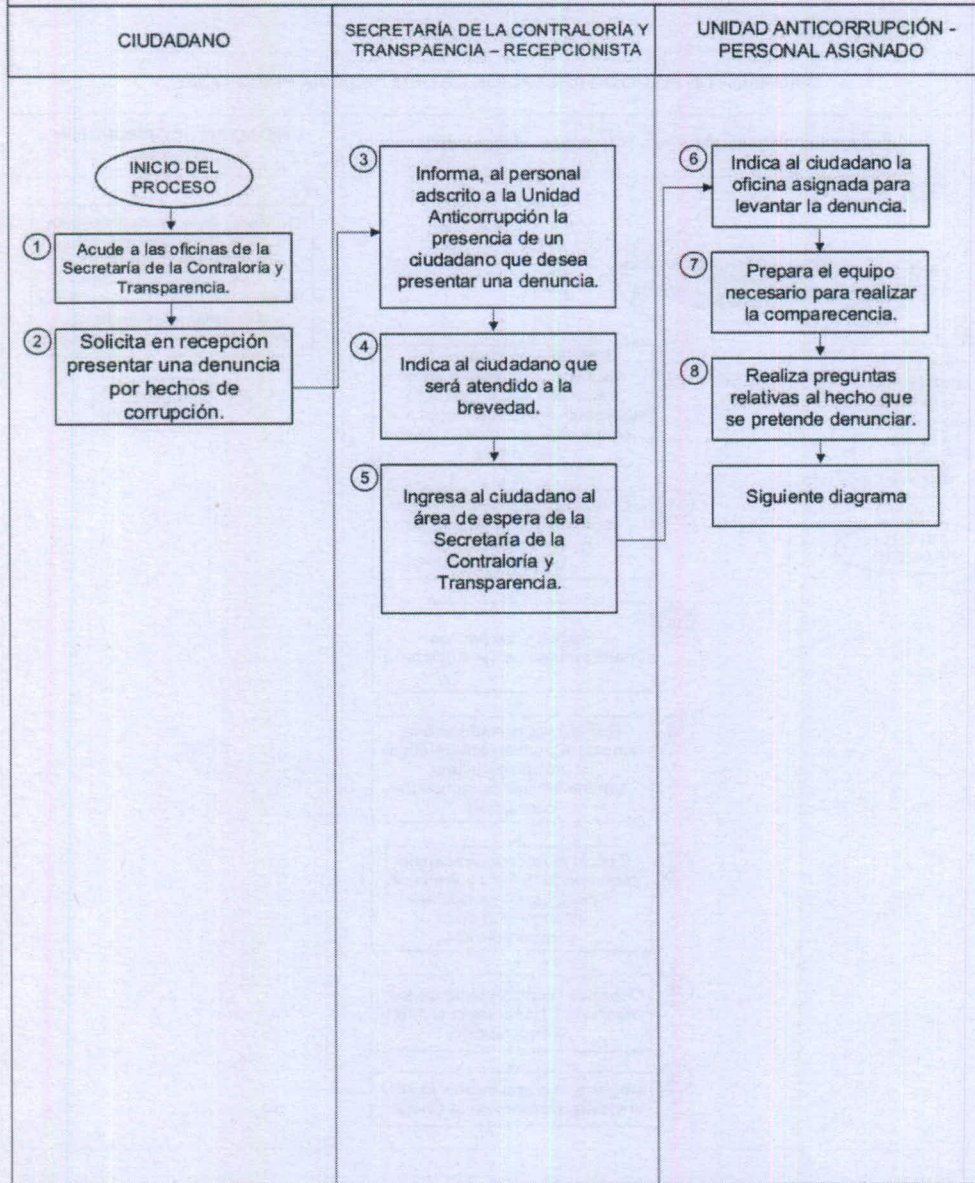 CIUDADANO
SECRETARÍA DE LA CONTRALORÍA Y
TRANSPAENCIA – RECEPCIONISTA
UNIDAD ANTICORRUPCIÓN -
PERSONAL ASIGNADO
INICIO DEL
PROCESO
1
Acude a las oficinas de la
Secretaría de la Contraloría y
Transparencia.
2
Solicita en recepción
presentar una denuncia
por hechos de
corrupción.
3
Informa, al personal
adscrito a la Unidad
Anticorrupción la
presencia de un
ciudadano que desea
presentar una denuncia.
4
Indica al ciudadano que
será atendido a la
brevedad.
5
Ingresa al ciudadano al
área de espera de la
Secretaría de la
Contraloría y
Transparencia.
6
Indica al ciudadano la
oficina asignada para
levantar la denuncia.
7
Prepara el equipo
necesario para realizar
la comparecencia.
8
Realiza preguntas
relativas al hecho que
se pretende denunciar.
Siguiente diagrama